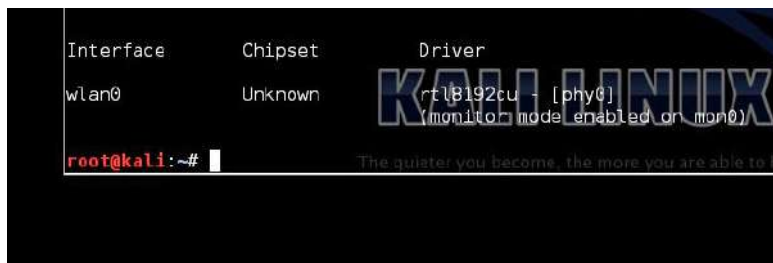 Interface Chipset Driver
wlan0 Unknown rtl8192cu - [phy0]
(monitor mode enabled on mon0)
KALI LINUX
root@kali:~#
The quieter you become, the more you are able to